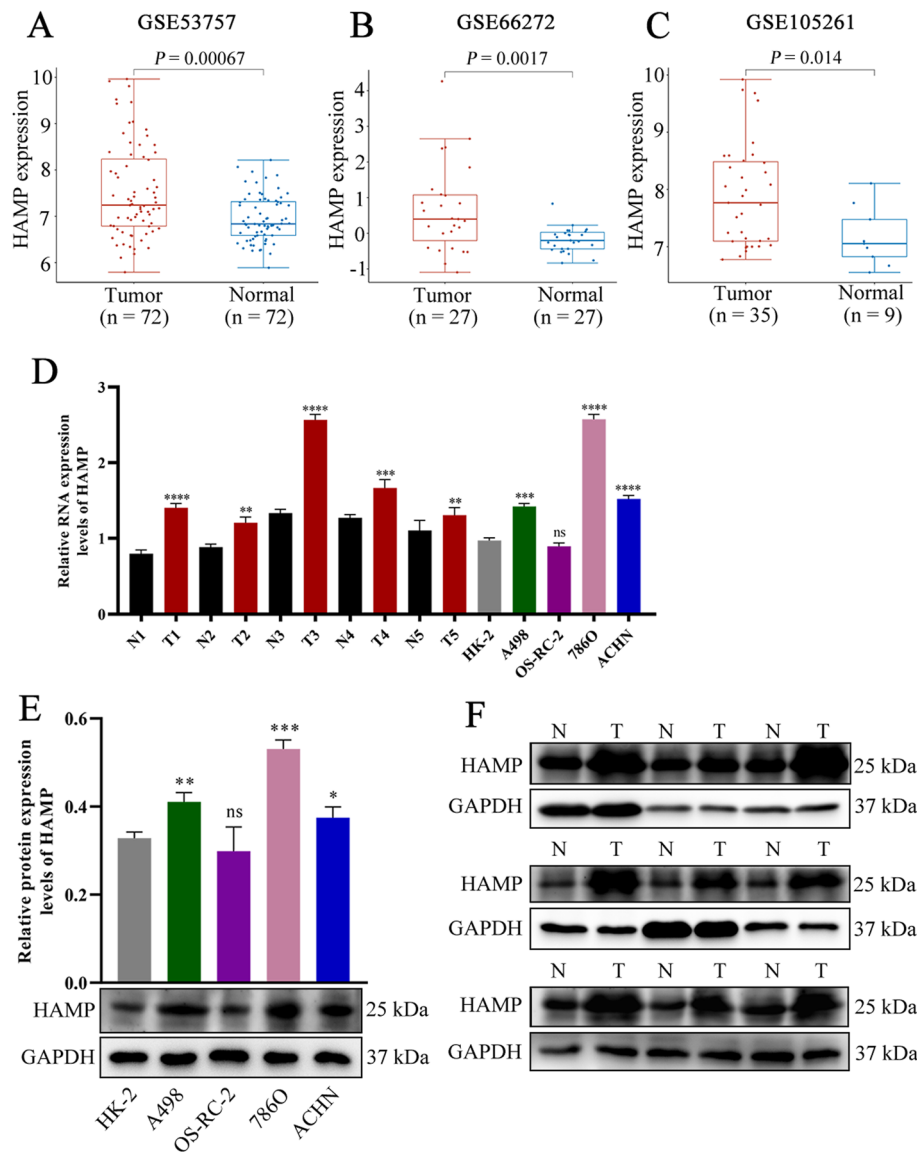 A
GSE53757
P = 0.00067
HAMP expression
10
9
8
7
6
Tumor
(n = 72)
Normal
(n = 72)
B
GSE66272
P = 0.0017
HAMP expression
4
3
2
1
0
-1
Tumor
(n = 27)
Normal
(n = 27)
C
GSE105261
P = 0.014
HAMP expression
10
9
8
7
Tumor
(n = 35)
Normal
(n = 9)
D
Relative RNA expression
levels of HAMP
3
2
1
0
****
**
****
***
**
***
ns
****
****
N1
T1
N2
T2
N3
T3
N4
T4
N5
T5
HK-2
A498
OS-RC-2
786O
ACHN
E
Relative protein expression
levels of HAMP
0.6
0.4
0.2
0.0
**
ns
***
*
HAMP
25 kDa
GAPDH
37 kDa
HK-2
A498
OS-RC-2
786O
ACHN
F
N T N T N T
HAMP 25 kDa
GAPDH 37 kDa
N T N T N T
HAMP 25 kDa
GAPDH 37 kDa
N T N T N T
HAMP 25 kDa
GAPDH 37 kDa